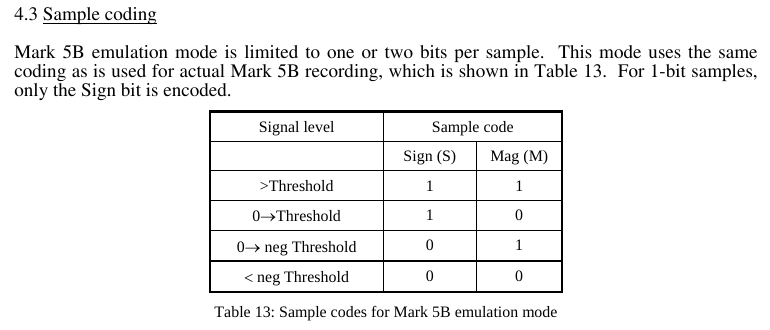 4.3 Sample coding
Mark 5B emulation mode is limited to one or two bits per sample. This mode uses the same
coding as is used for actual Mark 5B recording, which is shown in Table 13. For 1-bit samples,
only the Sign bit is encoded.
Signal level Sample code
Sign (S) Mag (M)
>Threshold 1 1
0→Threshold 1 0
0→ neg Threshold 0 1
< neg Threshold 0 0
Table 13: Sample codes for Mark 5B emulation mode